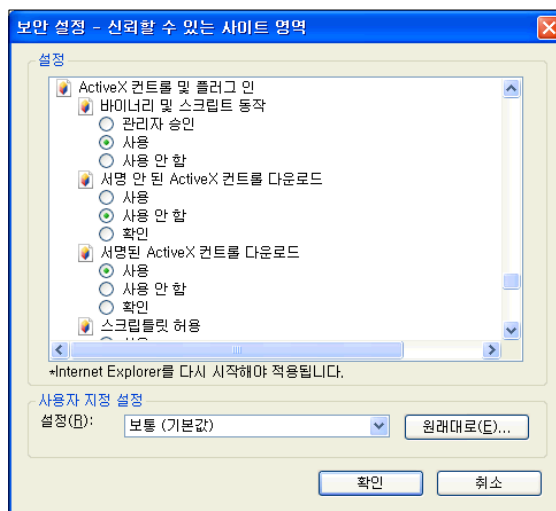 보안 설정 - 신뢰할 수 있는 사이트 영역
설정
ActiveX 컨트롤 및 플러그 인
바이너리 및 스크립트 동작
관리자 승인
사용
사용 안 함
서명 안 된 ActiveX 컨트롤 다운로드
사용
사용 안 함
확인
서명된 ActiveX 컨트롤 다운로드
사용
사용 안 함
확인
스크립틀릿 허용
*Internet Explorer를 다시 시작해야 적용됩니다.
사용자 지정 설정
설정(R): 보통 (기본값) 원래대로(E)...
확인 취소